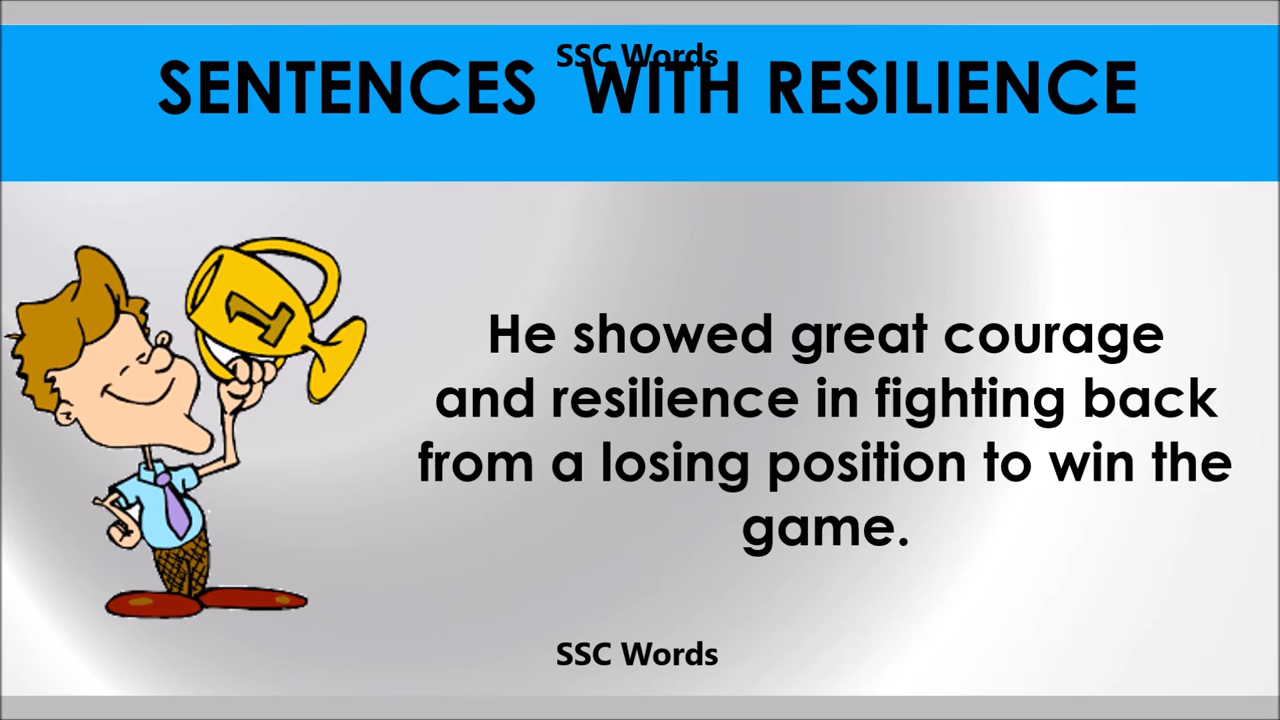 SSC Words
SENTENCES WITH RESILIENCE
1
He showed great courage
and resilience in fighting back
from a losing position to win the
game.
SSC Words